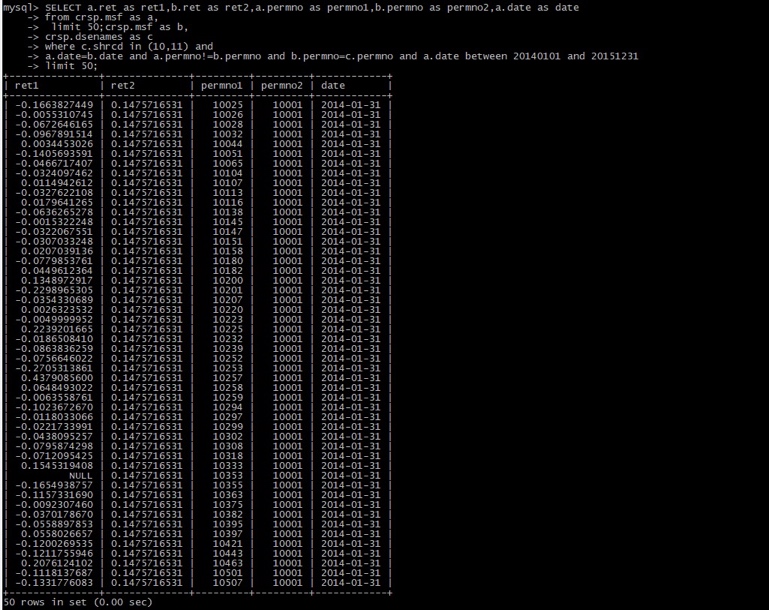 mysql> SELECT a.ret as ret1,b.ret as ret2,a.permno as permno1,b.permno as permno2,a.date as date
    -> from crsp.msf as a,
    ->  limit 50;crsp.msf as b,
    -> crsp.dsenames as c
    -> where c.shrcd in (10,11) and
    -> a.date=b.date and a.permno!=b.permno and b.permno=c.permno and a.date between 20140101 and 20151231
    -> limit 50;
+---------------+--------------+---------+---------+------------+
| ret1          | ret2         | permno1 | permno2 | date       |
+---------------+--------------+---------+---------+------------+
| -0.1663827449 | 0.1475716531 |   10025 |   10001 | 2014-01-31 |
| -0.0055310745 | 0.1475716531 |   10026 |   10001 | 2014-01-31 |
| -0.0672646165 | 0.1475716531 |   10028 |   10001 | 2014-01-31 |
| -0.0967891514 | 0.1475716531 |   10032 |   10001 | 2014-01-31 |
|  0.0034453026 | 0.1475716531 |   10044 |   10001 | 2014-01-31 |
| -0.1405693591 | 0.1475716531 |   10051 |   10001 | 2014-01-31 |
| -0.0466717407 | 0.1475716531 |   10065 |   10001 | 2014-01-31 |
| -0.0324097462 | 0.1475716531 |   10104 |   10001 | 2014-01-31 |
|  0.0114942612 | 0.1475716531 |   10107 |   10001 | 2014-01-31 |
| -0.0327622108 | 0.1475716531 |   10113 |   10001 | 2014-01-31 |
|  0.0179641265 | 0.1475716531 |   10116 |   10001 | 2014-01-31 |
| -0.0636265278 | 0.1475716531 |   10138 |   10001 | 2014-01-31 |
| -0.0015322248 | 0.1475716531 |   10145 |   10001 | 2014-01-31 |
| -0.0322067551 | 0.1475716531 |   10147 |   10001 | 2014-01-31 |
| -0.0307033248 | 0.1475716531 |   10151 |   10001 | 2014-01-31 |
|  0.0207039136 | 0.1475716531 |   10158 |   10001 | 2014-01-31 |
| -0.0779853761 | 0.1475716531 |   10180 |   10001 | 2014-01-31 |
|  0.0449612364 | 0.1475716531 |   10182 |   10001 | 2014-01-31 |
|  0.1348972917 | 0.1475716531 |   10200 |   10001 | 2014-01-31 |
| -0.2298965305 | 0.1475716531 |   10201 |   10001 | 2014-01-31 |
| -0.0354330689 | 0.1475716531 |   10207 |   10001 | 2014-01-31 |
|  0.0026323532 | 0.1475716531 |   10220 |   10001 | 2014-01-31 |
| -0.0049999952 | 0.1475716531 |   10223 |   10001 | 2014-01-31 |
|  0.2239201665 | 0.1475716531 |   10225 |   10001 | 2014-01-31 |
| -0.0186508410 | 0.1475716531 |   10232 |   10001 | 2014-01-31 |
| -0.0863836259 | 0.1475716531 |   10239 |   10001 | 2014-01-31 |
| -0.0756646022 | 0.1475716531 |   10252 |   10001 | 2014-01-31 |
| -0.2705313861 | 0.1475716531 |   10253 |   10001 | 2014-01-31 |
|  0.4379085600 | 0.1475716531 |   10257 |   10001 | 2014-01-31 |
|  0.0648493022 | 0.1475716531 |   10258 |   10001 | 2014-01-31 |
| -0.0063558761 | 0.1475716531 |   10259 |   10001 | 2014-01-31 |
| -0.1023672670 | 0.1475716531 |   10294 |   10001 | 2014-01-31 |
| -0.0118033066 | 0.1475716531 |   10297 |   10001 | 2014-01-31 |
| -0.0221733991 | 0.1475716531 |   10299 |   10001 | 2014-01-31 |
| -0.0438095257 | 0.1475716531 |   10302 |   10001 | 2014-01-31 |
| -0.0795874298 | 0.1475716531 |   10308 |   10001 | 2014-01-31 |
| -0.0712095425 | 0.1475716531 |   10318 |   10001 | 2014-01-31 |
|  0.1545319408 | 0.1475716531 |   10333 |   10001 | 2014-01-31 |
|          NULL | 0.1475716531 |   10353 |   10001 | 2014-01-31 |
| -0.1654938757 | 0.1475716531 |   10355 |   10001 | 2014-01-31 |
| -0.1157331690 | 0.1475716531 |   10363 |   10001 | 2014-01-31 |
| -0.0092307460 | 0.1475716531 |   10375 |   10001 | 2014-01-31 |
| -0.0370178670 | 0.1475716531 |   10382 |   10001 | 2014-01-31 |
| -0.0558897853 | 0.1475716531 |   10395 |   10001 | 2014-01-31 |
|  0.0558026657 | 0.1475716531 |   10397 |   10001 | 2014-01-31 |
| -0.1200269535 | 0.1475716531 |   10421 |   10001 | 2014-01-31 |
| -0.1211755946 | 0.1475716531 |   10443 |   10001 | 2014-01-31 |
|  0.2076124102 | 0.1475716531 |   10463 |   10001 | 2014-01-31 |
| -0.1118137687 | 0.1475716531 |   10501 |   10001 | 2014-01-31 |
| -0.1331776083 | 0.1475716531 |   10507 |   10001 | 2014-01-31 |
+---------------+--------------+---------+---------+------------+
50 rows in set (0.00 sec)